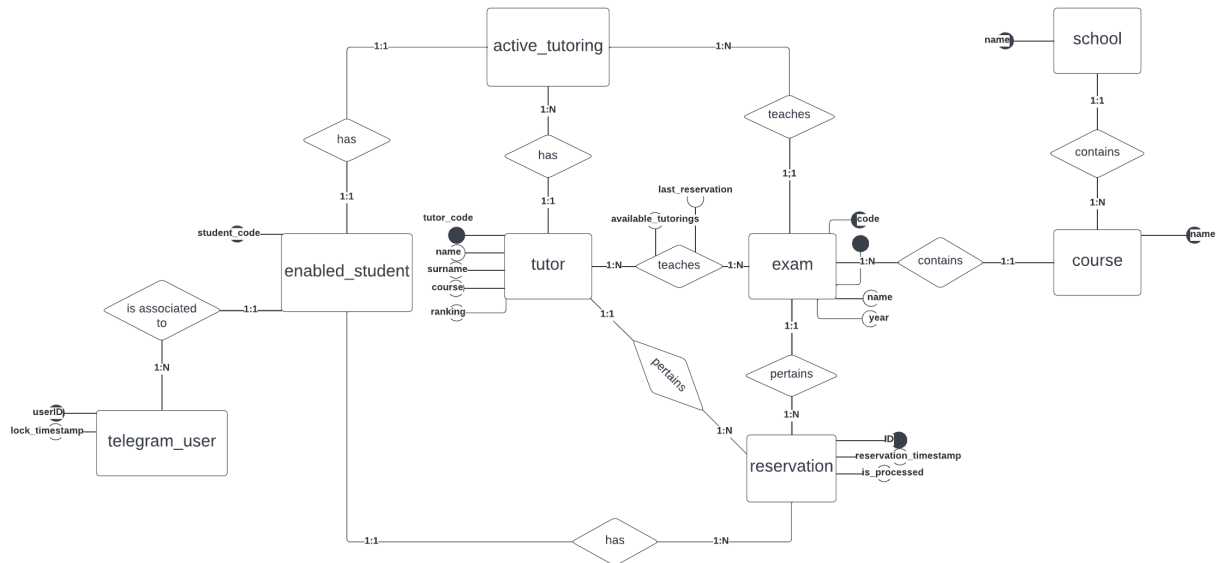 active_tutoring
school
name
1:1
1:N
1:1
1:N
teaches
has
has
contains
1:1
1:1
1:1
1:N
last_reservation
available_tutorings
tutor_code
code
student_code
name
surname
course
ranking
enabled_student
tutor
1:N
teaches
1:N
exam
1:N
contains
1:1
course
name
name
year
is associated
to
1:1
1:1
1:1
pertains
pertains
1:N
1:N
1:N
userID
lock_timestamp
telegram_user
reservation
ID
reservation_timestamp
is_processed
1:1
has
1:N